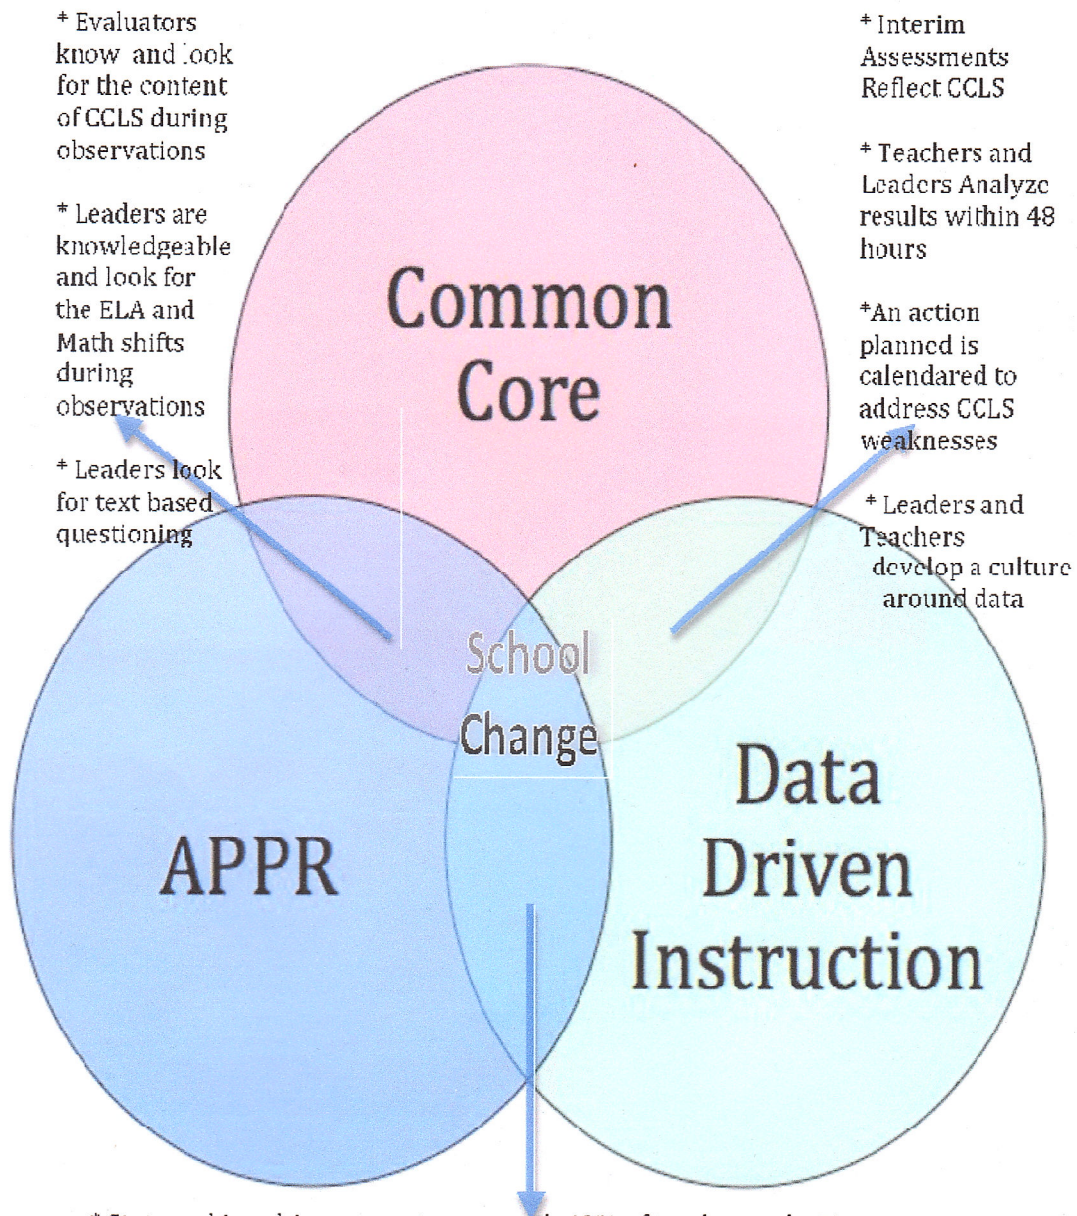 * Evaluators
know and look
for the content
of CCLS during
observations
* Leaders are
knowledgeable
and look for
the ELA and
Math shifts
during
observations
* Leaders look
for text based
questioning
* Interim
Assessments
Reflect CCLS
* Teachers and
Leaders Analyze
results within 48
hours
*An action
planned is
calendared to
address CCLS
weaknesses
* Leaders and
Teachers
develop a culture
around data
Common
Core
School
Change
APPR
Data
Driven
Instruction